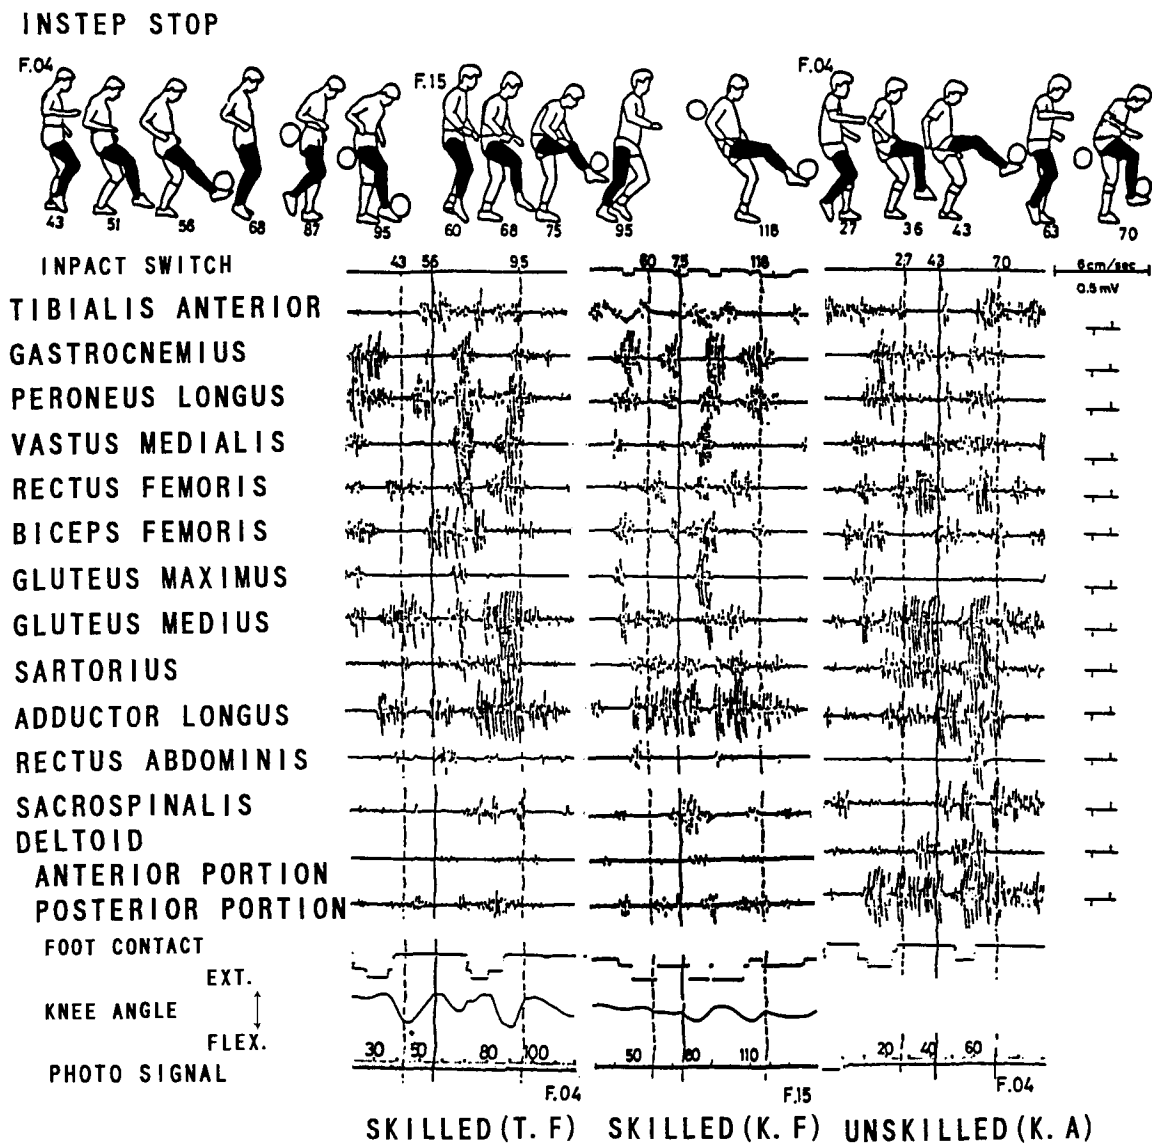 INSTEP STOP
F.04 F.15 F.04
43 51 56 68 87 95 60 68 75 95 118 27 36 43 63 70
INPACT SWITCH 43 56 95 60 75 118 27 43 70 6cm/sec
0.5mV
TIBIALIS ANTERIOR
GASTROCNEMIUS
PERONEUS LONGUS
VASTUS MEDIALIS
RECTUS FEMORIS
BICEPS FEMORIS
GLUTEUS MAXIMUS
GLUTEUS MEDIUS
SARTORIUS
ADDUCTOR LONGUS
RECTUS ABDOMINIS
SACROSPINALIS
DELTOID
ANTERIOR PORTION
POSTERIOR PORTION
FOOT CONTACT
EXT.
KNEE ANGLE
FLEX.
30 50 80 100 50 80 110 20 40 60
PHOTO SIGNAL
F.04 F.15 F.04
SKILLED(T. F) SKILLED(K. F) UNSKILLED(K. A)